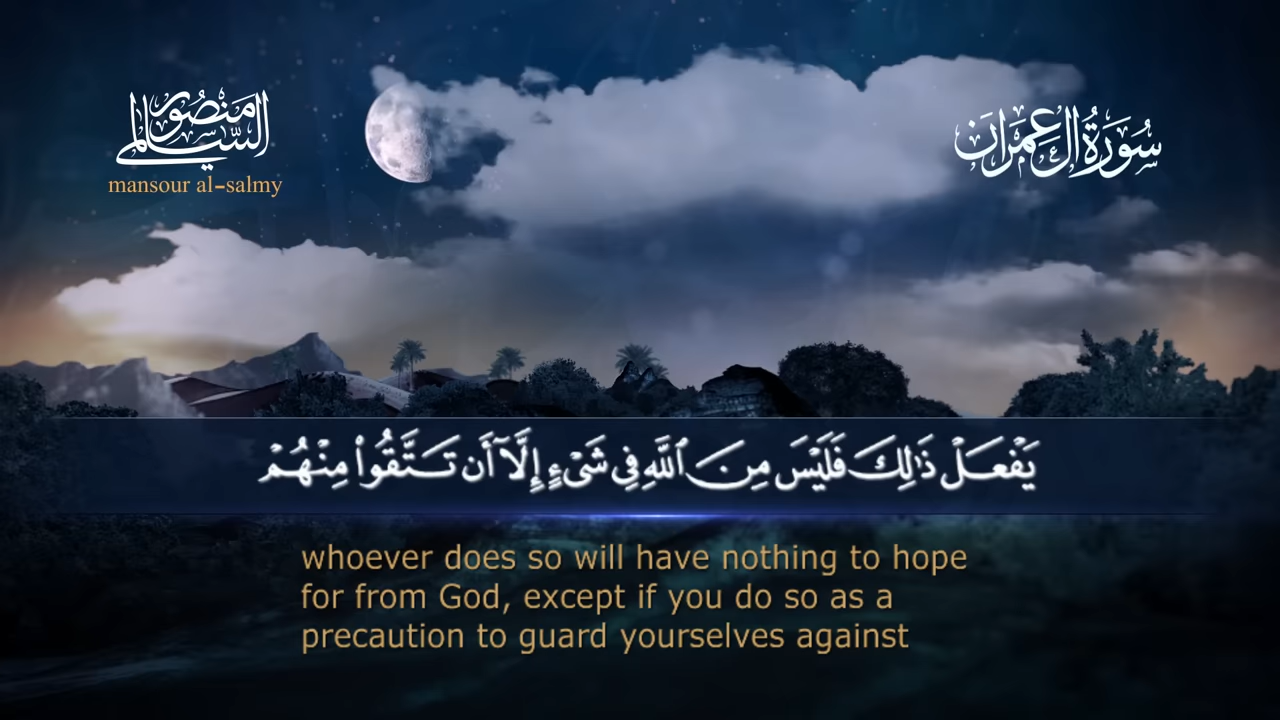 منصور
السالمي
mansour al-salmy
سُورَةُ آلِ عِمْرَان
يَفْعَلْ ذَٰلِكَ فَلَيْسَ مِنَ ٱللَّهِ فِى شَىْءٍ إِلَّآ أَن تَتَّقُوا۟ مِنْهُمْ
whoever does so will have nothing to hope
for from God, except if you do so as a
precaution to guard yourselves against